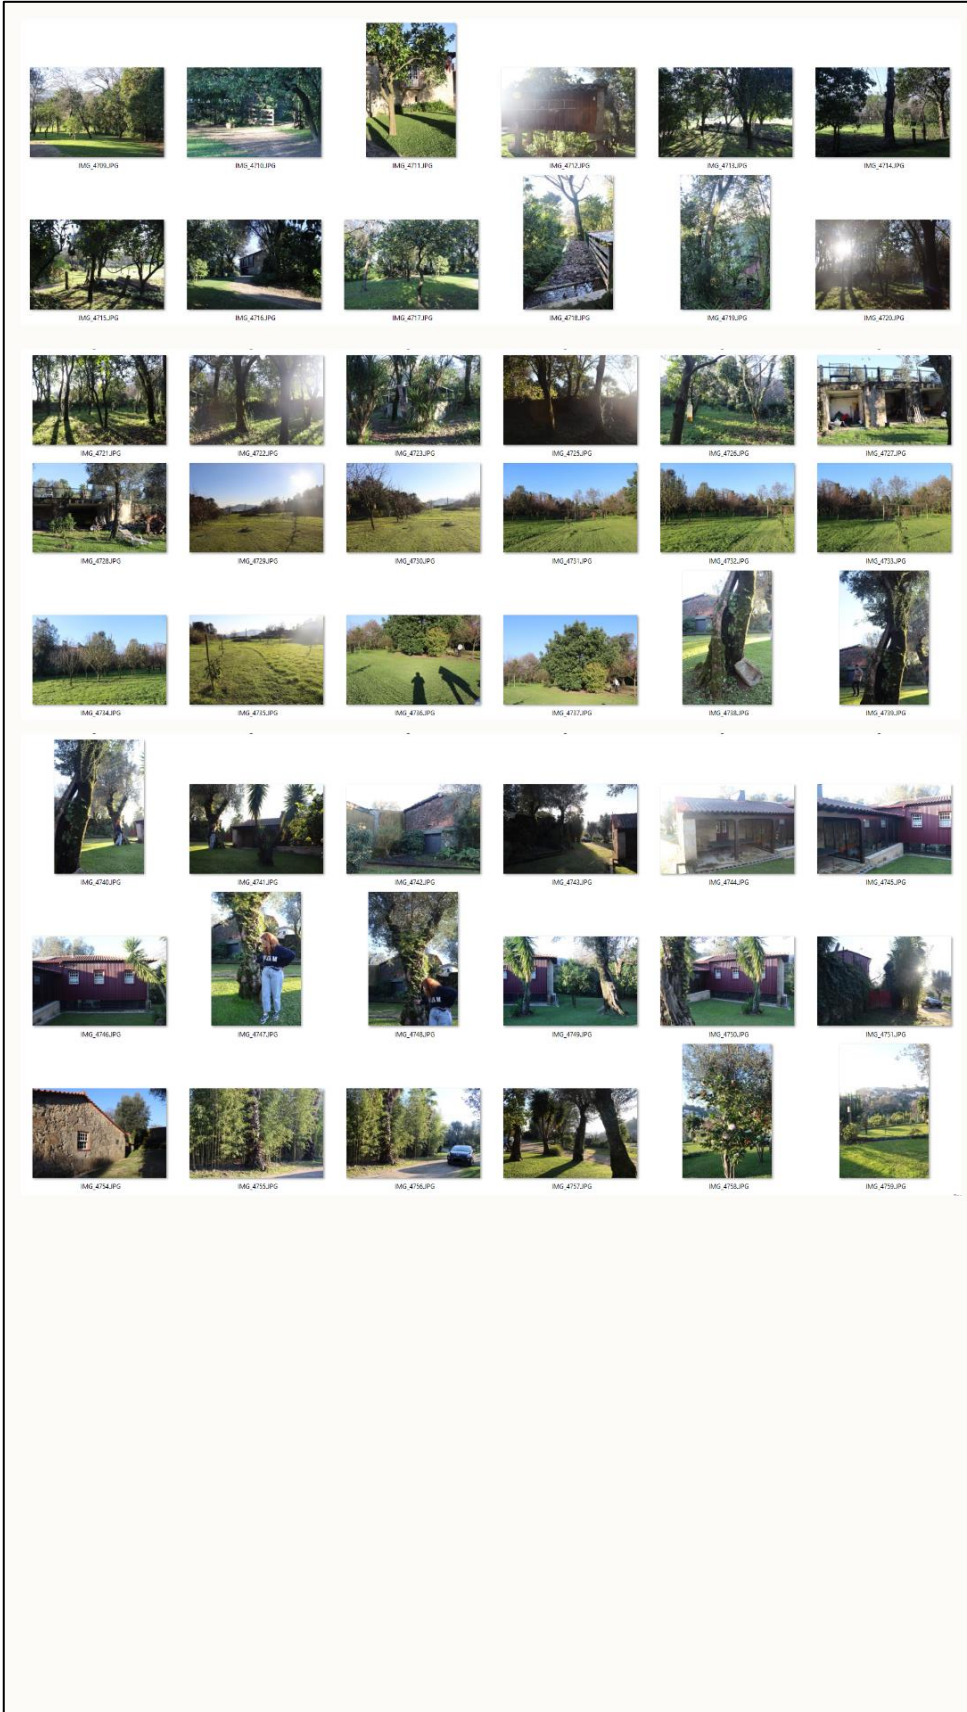 IMG_4709.JPG IMG_4710.JPG IMG_4711.JPG IMG_4712.JPG IMG_4713.JPG IMG_4714.JPG
IMG_4715.JPG IMG_4716.JPG IMG_4717.JPG IMG_4718.JPG IMG_4719.JPG IMG_4720.JPG
IMG_4721.JPG IMG_4722.JPG IMG_4723.JPG IMG_4725.JPG IMG_4726.JPG IMG_4727.JPG
IMG_4728.JPG IMG_4729.JPG IMG_4730.JPG IMG_4731.JPG IMG_4732.JPG IMG_4733.JPG
IMG_4734.JPG IMG_4735.JPG IMG_4736.JPG IMG_4737.JPG IMG_4738.JPG IMG_4739.JPG
IMG_4740.JPG IMG_4741.JPG IMG_4742.JPG IMG_4743.JPG IMG_4744.JPG IMG_4745.JPG
IMG_4746.JPG IMG_4747.JPG IMG_4748.JPG IMG_4749.JPG IMG_4750.JPG IMG_4751.JPG
IMG_4754.JPG IMG_4755.JPG IMG_4756.JPG IMG_4757.JPG IMG_4758.JPG IMG_4759.JPG